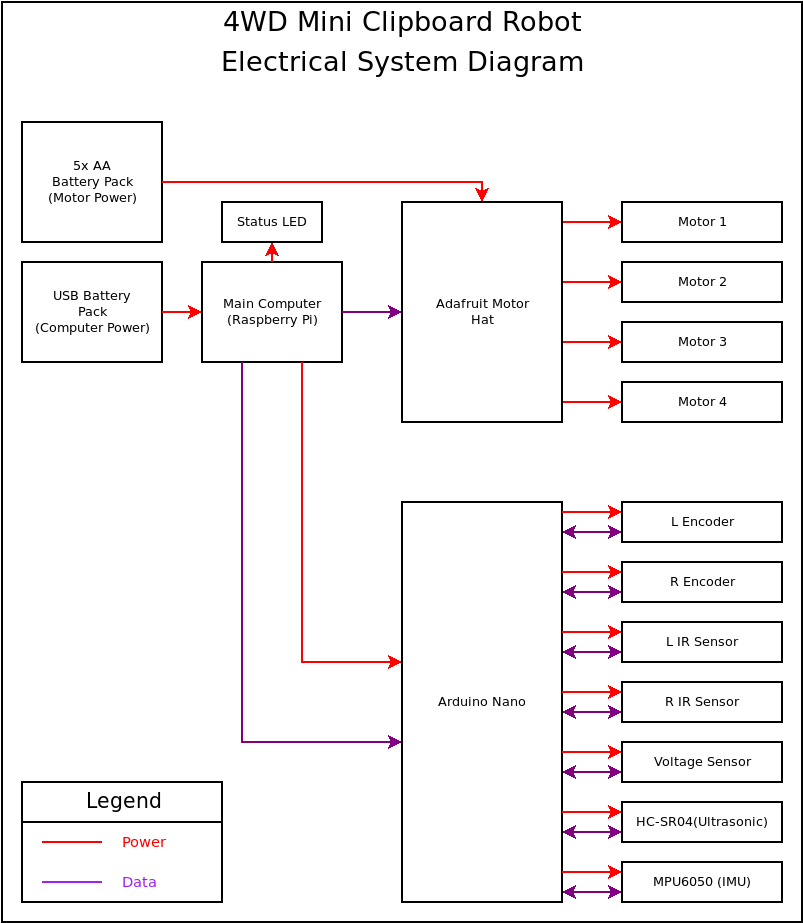 4WD Mini Clipboard Robot
Electrical System Diagram
5x AA
Battery Pack
(Motor Power)
Status LED
USB Battery
Pack
(Computer Power)
Main Computer
(Raspberry Pi)
Adafruit Motor
Hat
Motor 1
Motor 2
Motor 3
Motor 4
Arduino Nano
L Encoder
R Encoder
L IR Sensor
R IR Sensor
Voltage Sensor
HC-SR04(Ultrasonic)
MPU6050 (IMU)
Legend
Power
Data